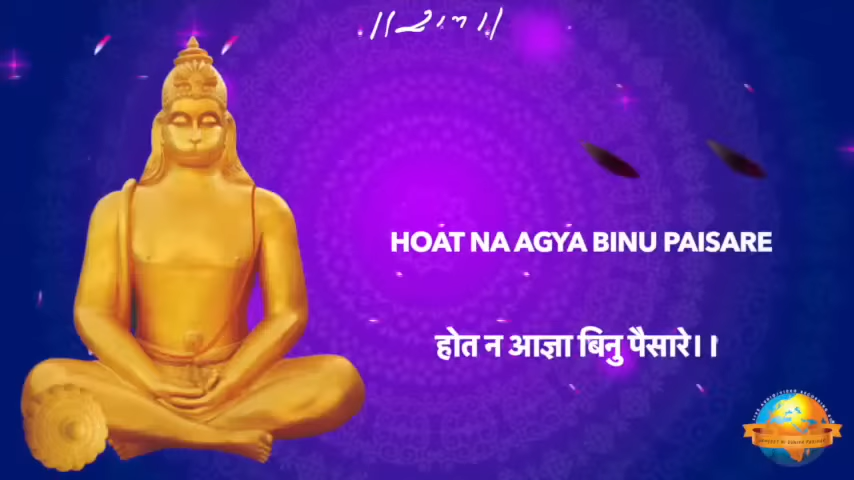 HOAT NA AGYA BINU PAISARE
होत न आज्ञा बिनु पैसारे।।